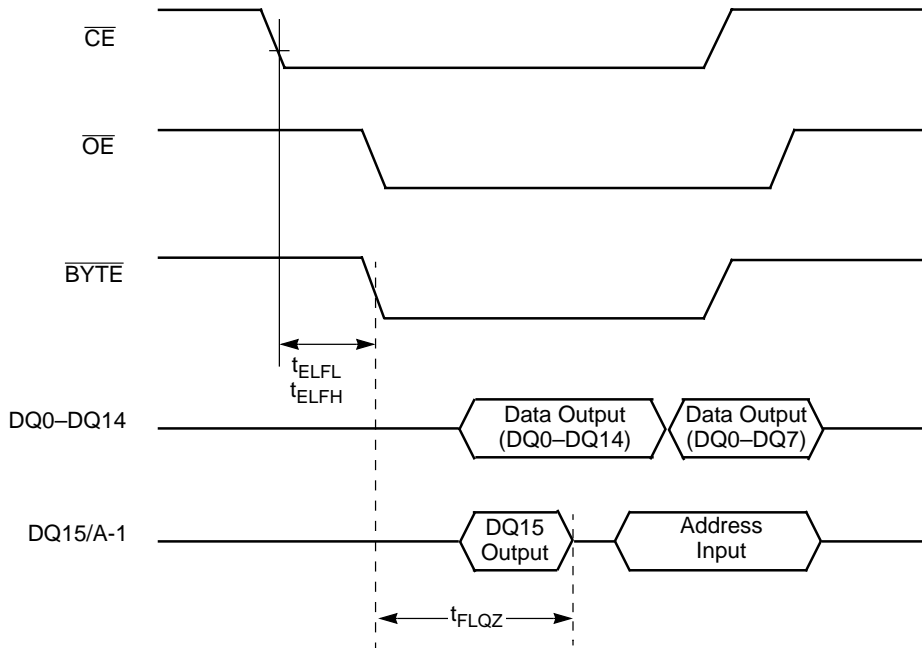 CE
OE
BYTE
tELFL
tELFH
DQ0–DQ14
Data Output
(DQ0–DQ14)
Data Output
(DQ0–DQ7)
DQ15/A-1
DQ15
Output
Address
Input
tFLQZ